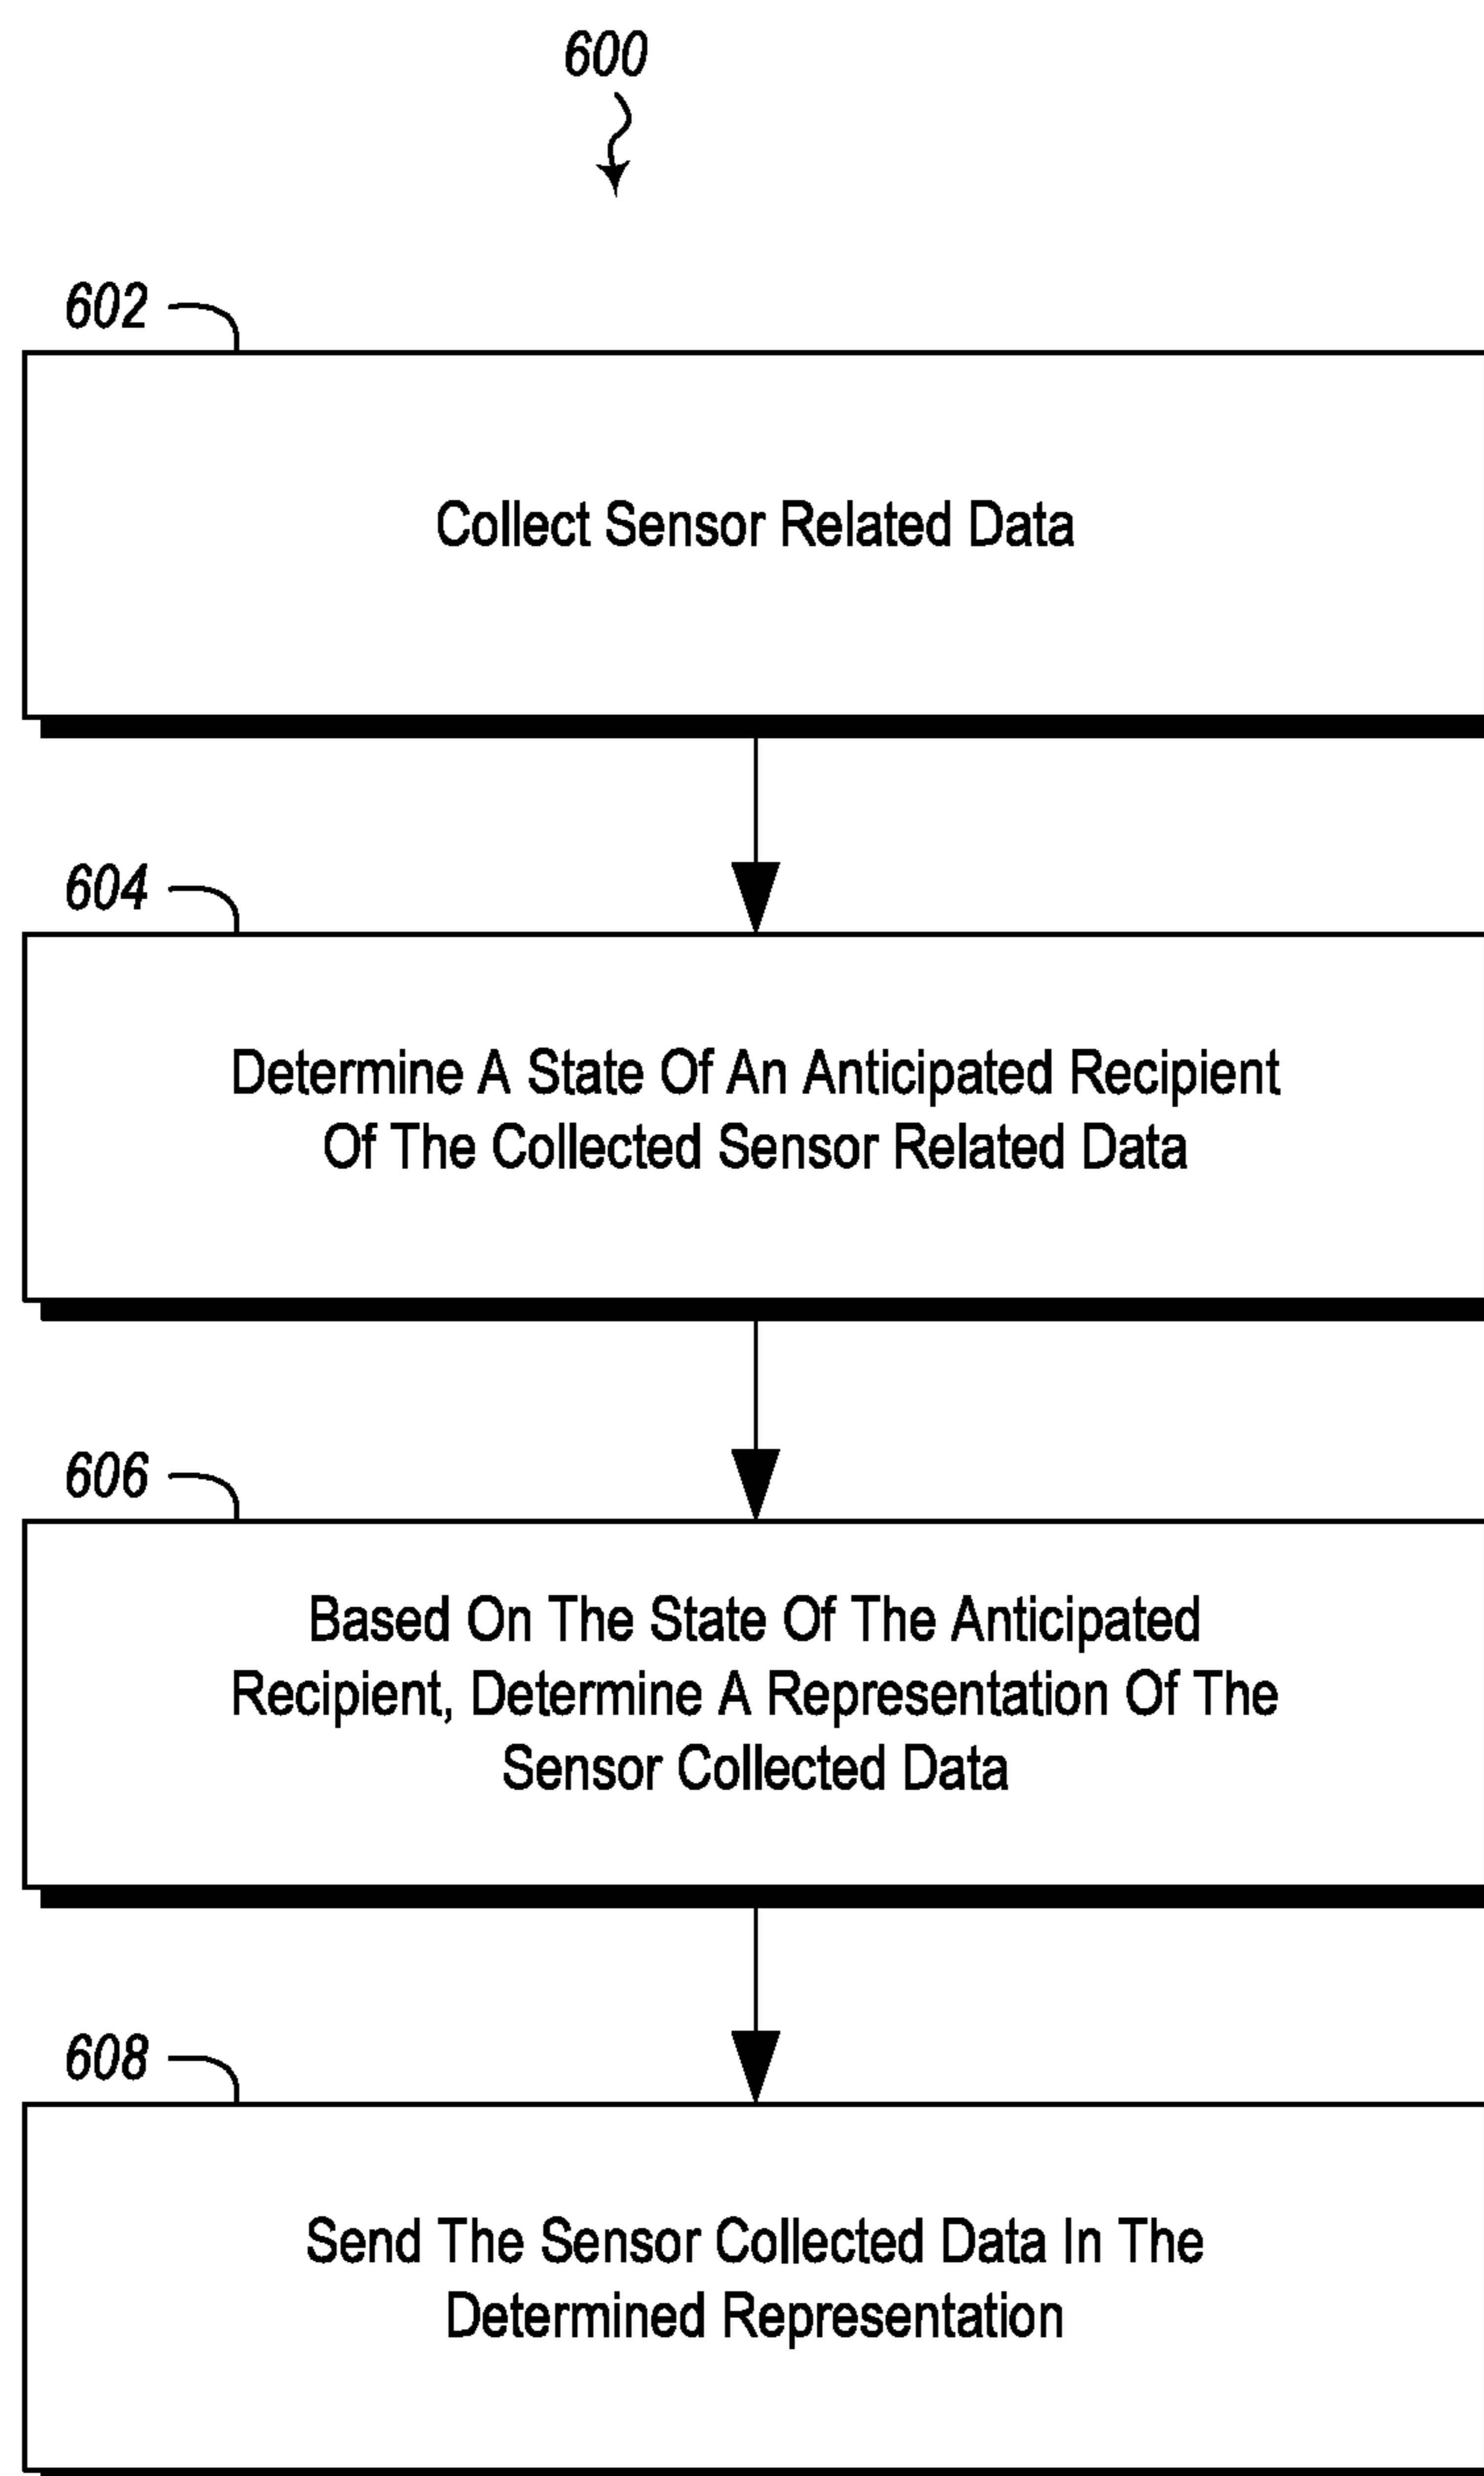 600
602
Collect Sensor Related Data
604
Determine A State Of An Anticipated Recipient
Of The Collected Sensor Related Data
606
Based On The State Of The Anticipated
Recipient, Determine A Representation Of The
Sensor Collected Data
608
Send The Sensor Collected Data In The
Determined Representation